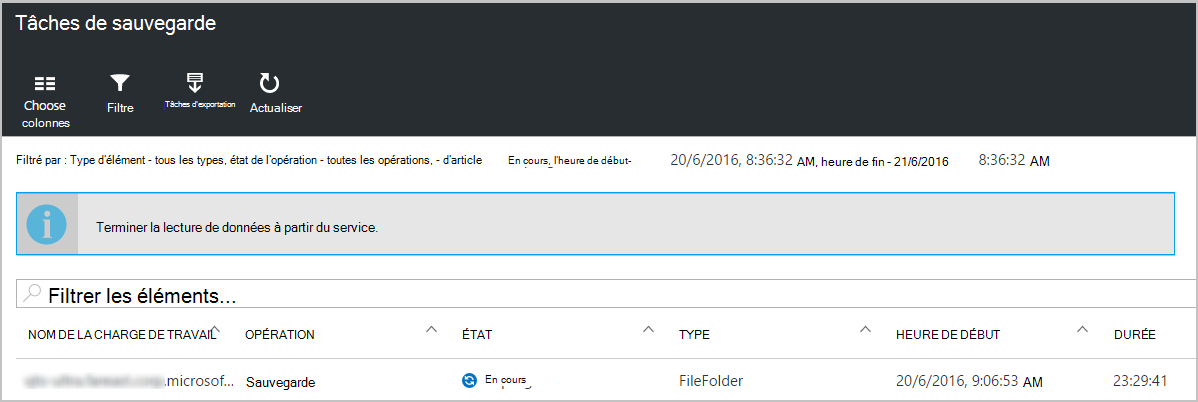 Tâches de sauvegarde
Choose colonnes
Filtre
Tâches d'exportation
Actualiser
Filtré par : Type d'élément - tous les types, état de l'opération - toutes les opérations, - d'article En cours, l'heure de début- 20/6/2016, 8:36:32 AM, heure de fin - 21/6/2016 8:36:32 AM
Terminer la lecture de données à partir du service.
Filtrer les éléments...
NOM DE LA CHARGE DE TRAVAIL OPÉRATION ÉTAT TYPE HEURE DE DÉBUT DURÉE
.microsof... Sauvegarde En cours FileFolder 20/6/2016, 9:06:53 AM 23:29:41